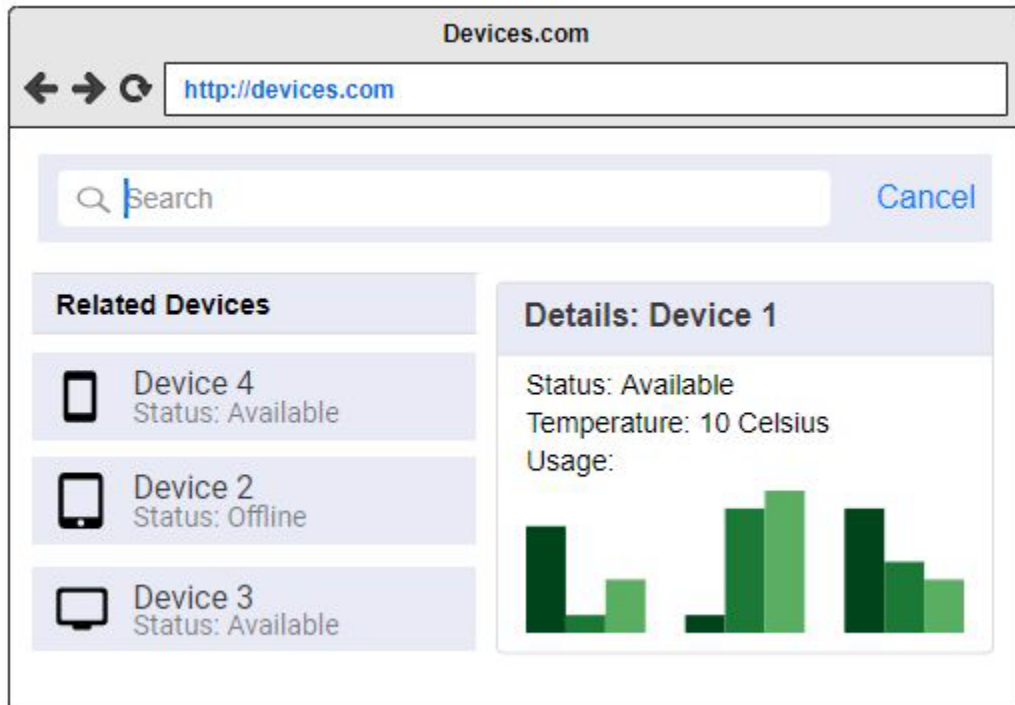 Devices.com
http://devices.com
Search
Cancel
Related Devices
Device 4
Status: Available
Device 2
Status: Offline
Device 3
Status: Available
Details: Device 1
Status: Available
Temperature: 10 Celsius
Usage: